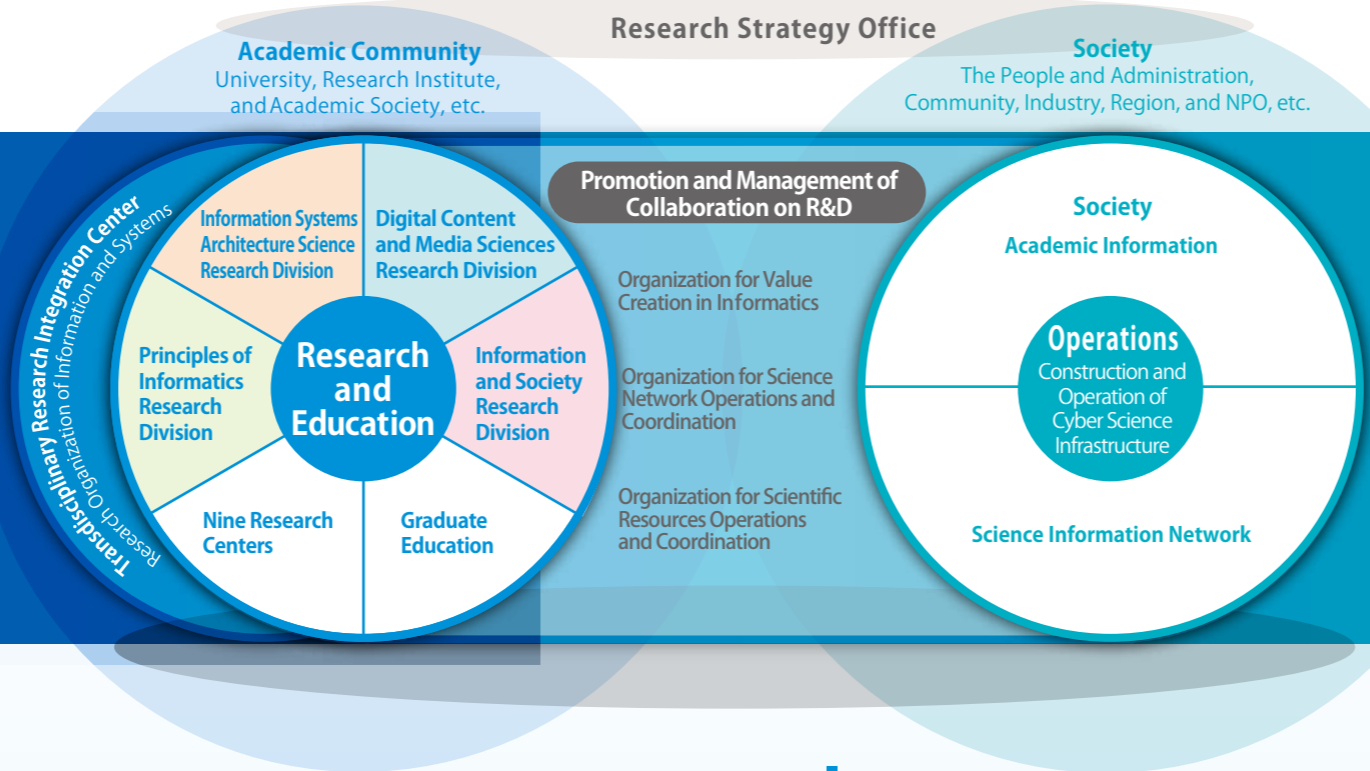 Research Strategy Office
Academic Community
University, Research Institute,
and Academic Society, etc.
Society
The People and Administration,
Community, Industry, Region, and NPO, etc.
Transdisciplinary Research Integration Center
Research Organization of Information and Systems
Information Systems
Architecture Science
Research Division
Digital Content
and Media Sciences
Research Division
Principles of
Informatics
Research
Division
Research
and
Education
Information
and Society
Research
Division
Nine Research
Centers
Graduate
Education
Promotion and Management of
Collaboration on R&D
Organization for Value
Creation in Informatics
Organization for Science
Network Operations and
Coordination
Organization for Scientific
Resources Operations
and Coordination
Society
Academic Information
Operations
Construction and
Operation of
Cyber Science
Infrastructure
Science Information Network